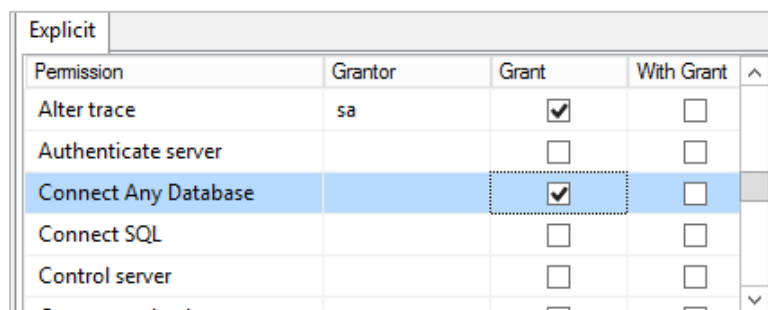 Explicit
Permission Grantor Grant With Grant
Alter trace sa
Authenticate server
Connect Any Database
Connect SQL
Control server